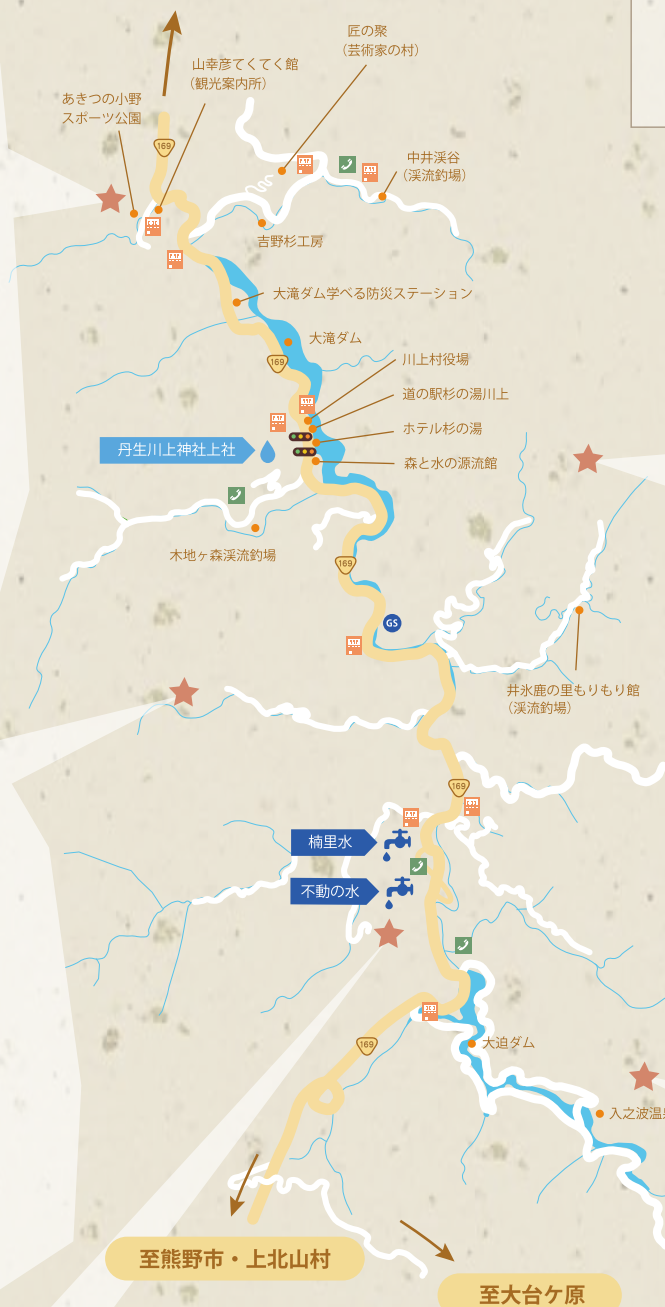 匠の聚
（芸術家の村）
山幸彦てくてく館
（観光案内所）
あきつの小野
スポーツ公園
169
中井渓谷
（渓流釣場）
吉野杉工房
大滝ダム学べる防災ステーション
大滝ダム
169
川上村役場
道の駅杉の湯川上
ホテル杉の湯
丹生川上神社上社
森と水の源流館
木地ヶ森渓流釣場
169
GS
井氷鹿の里もりもり館
（渓流釣場）
169
楠里水
不動の水
169
大迫ダム
入之波温
至熊野市・上北山村
至大台ケ原